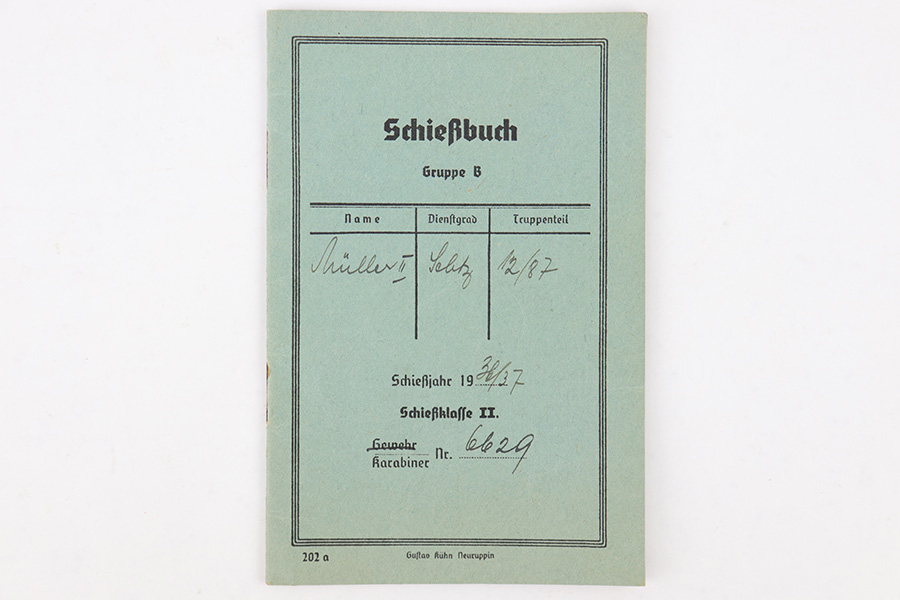 Schießbuch
Gruppe B
Name Dienstgrad Truppenteil
Müller II Schtz 12/87
Schießjahr 1936/37
Schießklasse II.
Gewehr
Karabiner Nr. 6629
202 a Gustav Kühn Neuruppin